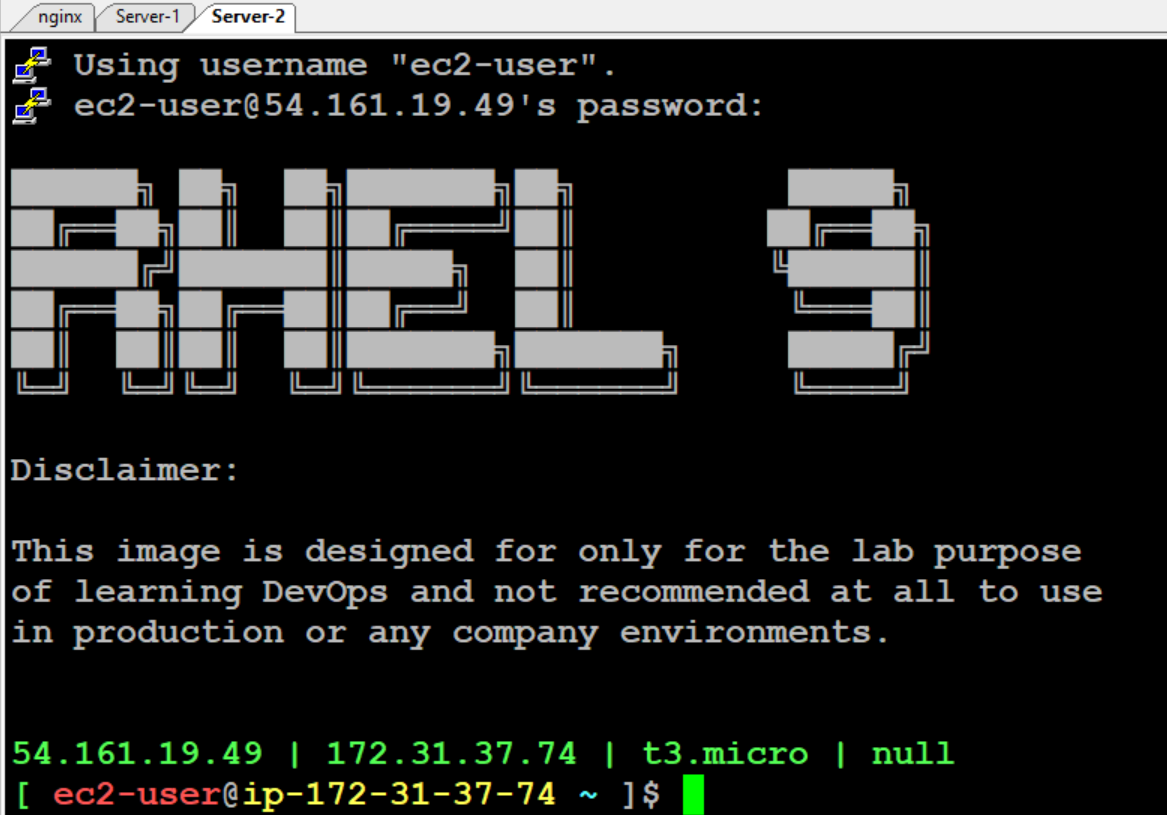 nginx
Server-1
Server-2
Using username "ec2-user".
ec2-user@54.161.19.49's password:
RHEL 9
Disclaimer:
This image is designed for only for the lab purpose
of learning DevOps and not recommended at all to use
in production or any company environments.
54.161.19.49 | 172.31.37.74 | t3.micro | null
[ ec2-user@ip-172-31-37-74 ~ ]$